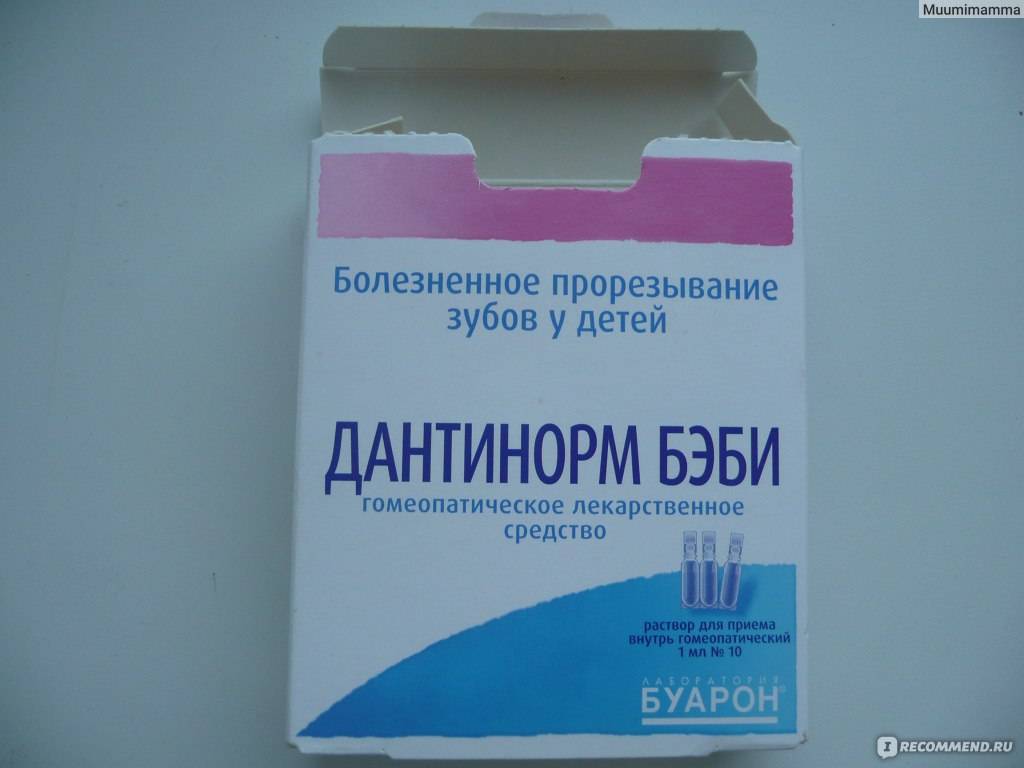 Muumimamma
Болезненное прорезывание
зубов у детей
ДАНТИНОРМ БЭБИ
гомеопатическое лекарственное
средство
раствор для приема
внутрь гомеопатический
1 мл № 10
ЛАБОРАТОРИЯ
БУАРОН®
IRECOMMEND.RU